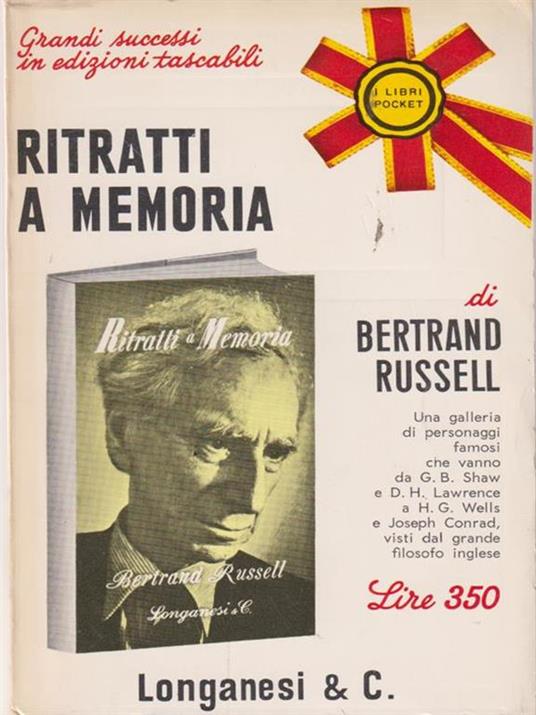 Grandi successi
in edizioni tascabili
I LIBRI
POCKET
RITRATTI
A MEMORIA
Ritratti a Memoria
Bertrand Russell
Longanesi & C.
di
BERTRAND
RUSSELL
Una galleria
di personaggi
famosi
che vanno
da G. B. Shaw
e D. H. Lawrence
a H. G. Wells
e Joseph Conrad,
visti dal grande
filosofo inglese
Lire 350
Longanesi & C.